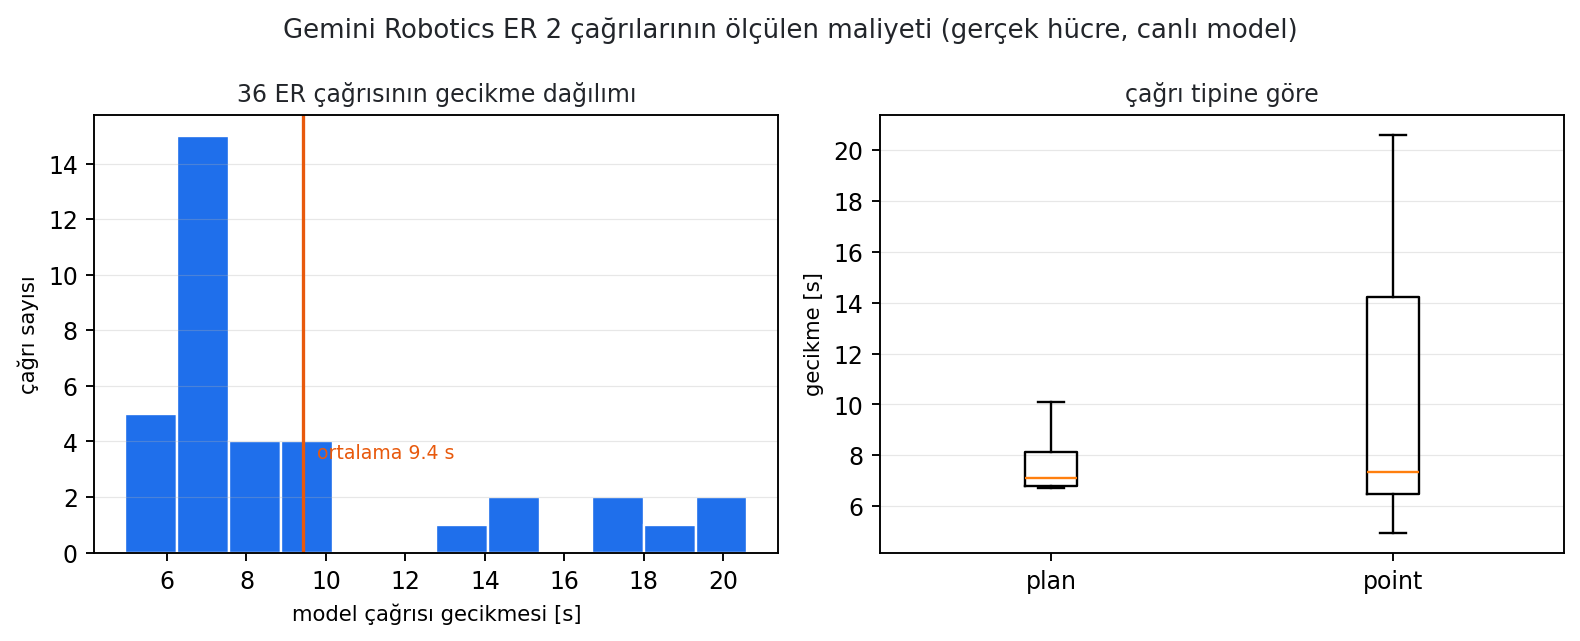 Gemini Robotics ER 2 çağrılarının ölçülen maliyeti (gerçek hücre, canlı model)
36 ER çağrısının gecikme dağılımı
çağrı sayısı
14
12
10
8
6
4
2
0
ortalama 9.4 s
6 8 10 12 14 16 18 20
model çağrısı gecikmesi [s]
çağrı tipine göre
gecikme [s]
20
18
16
14
12
10
8
6
plan point